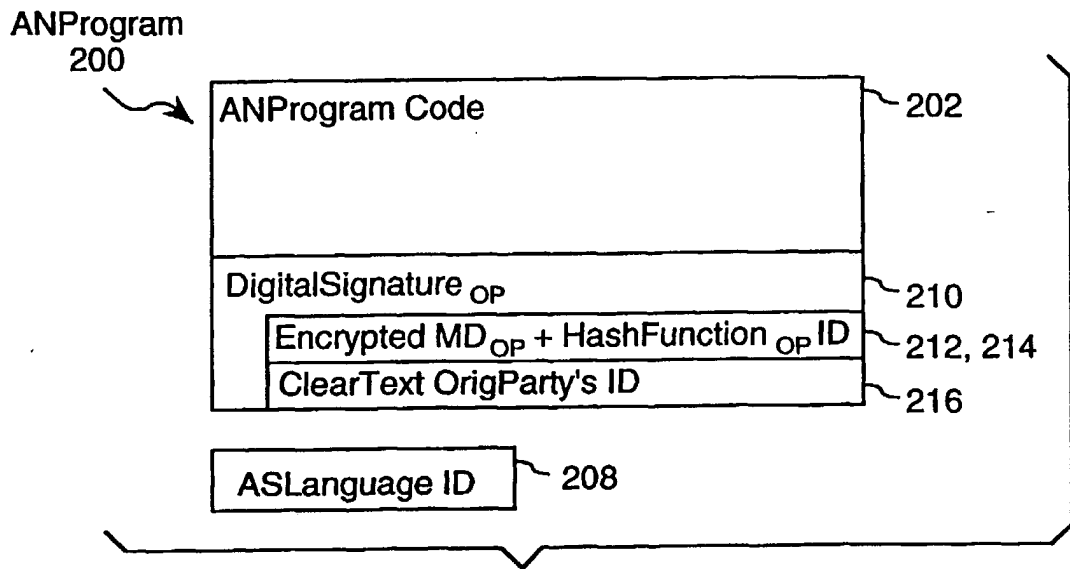 ANProgram
200
ANProgram Code
202
DigitalSignature OP
210
Encrypted MD OP + HashFunction OP ID
212, 214
ClearText OrigParty's ID
216
ASLanguage ID
208